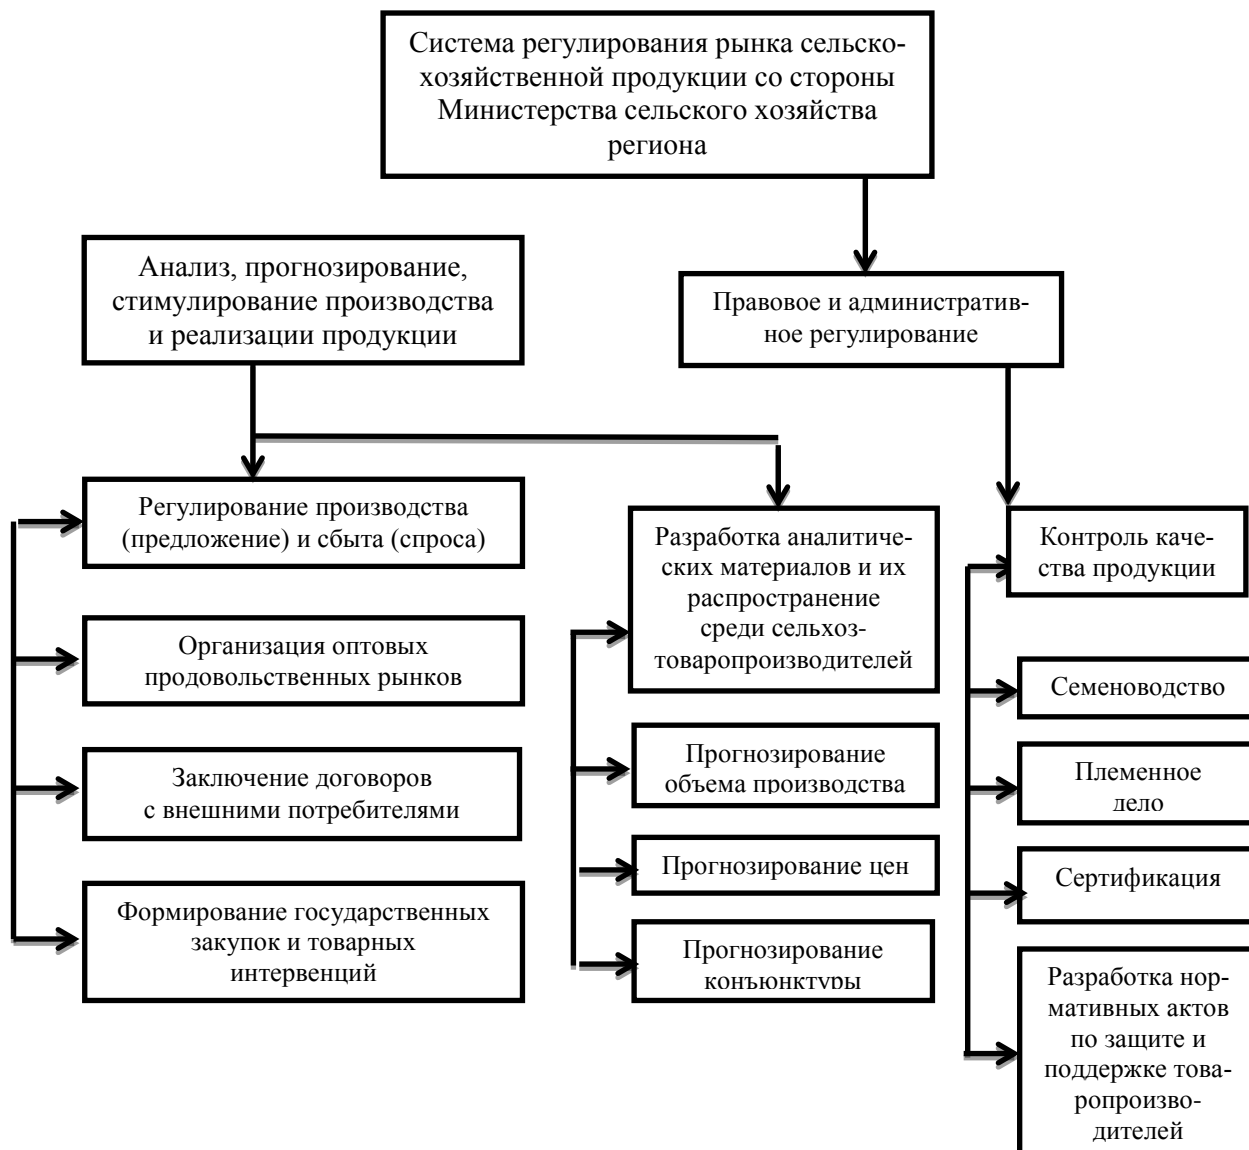 Система регулирования рынка сельско-
хозяйственной продукции со стороны
Министерства сельского хозяйства
региона
Анализ, прогнозирование,
стимулирование производства
и реализации продукции
Правовое и административ-
ное регулирование
Регулирование производства
(предложение) и сбыта (спроса)
Организация оптовых
продовольственных рынков
Заключение договоров
с внешними потребителями
Формирование государственных
закупок и товарных
интервенций
Разработка аналитиче-
ских материалов и их
распространение
среди сельхоз-
товаропроизводителей
Прогнозирование
объема производства
Прогнозирование цен
Прогнозирование
конъюнктуры
Контроль каче-
ства продукции
Семеноводство
Племенное
дело
Сертификация
Разработка нор-
мативных актов
по защите и
поддержке това-
ропроизво-
дителей